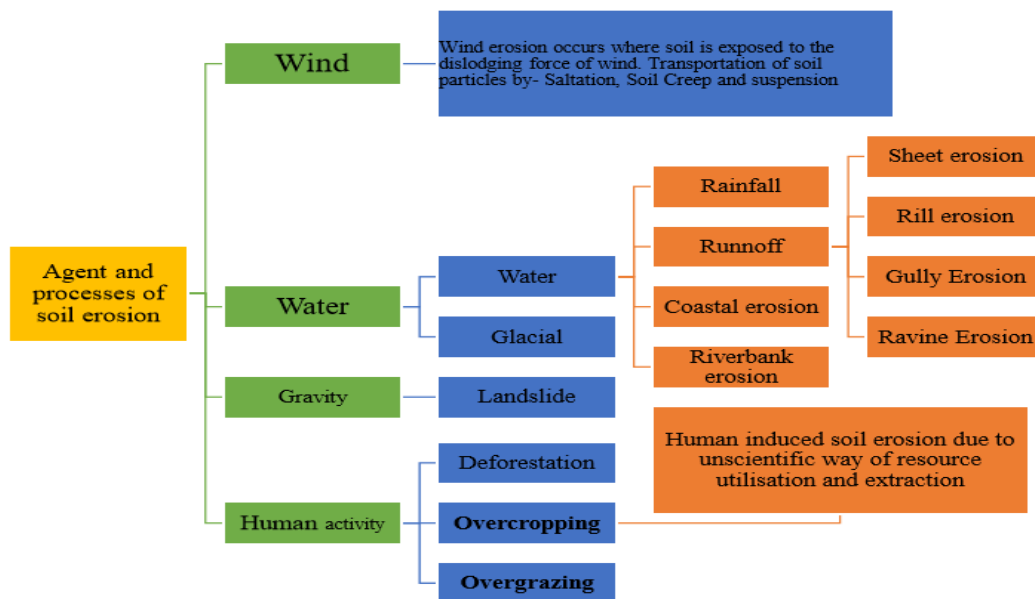 Wind
Wind erosion occurs where soil is exposed to the
dislodging force of wind. Transportation of soil
particles by- Saltation, Soil Creep and suspension
Agent and
processes of
soil erosion
Water
Water
Rainfall
Runnoff
Sheet erosion
Rill erosion
Gully Erosion
Ravine Erosion
Coastal erosion
Riverbank
erosion
Glacial
Gravity
Landslide
Human activity
Deforestation
Overcropping
Human induced soil erosion due to
unscientific way of resource
utilisation and extraction
Overgrazing